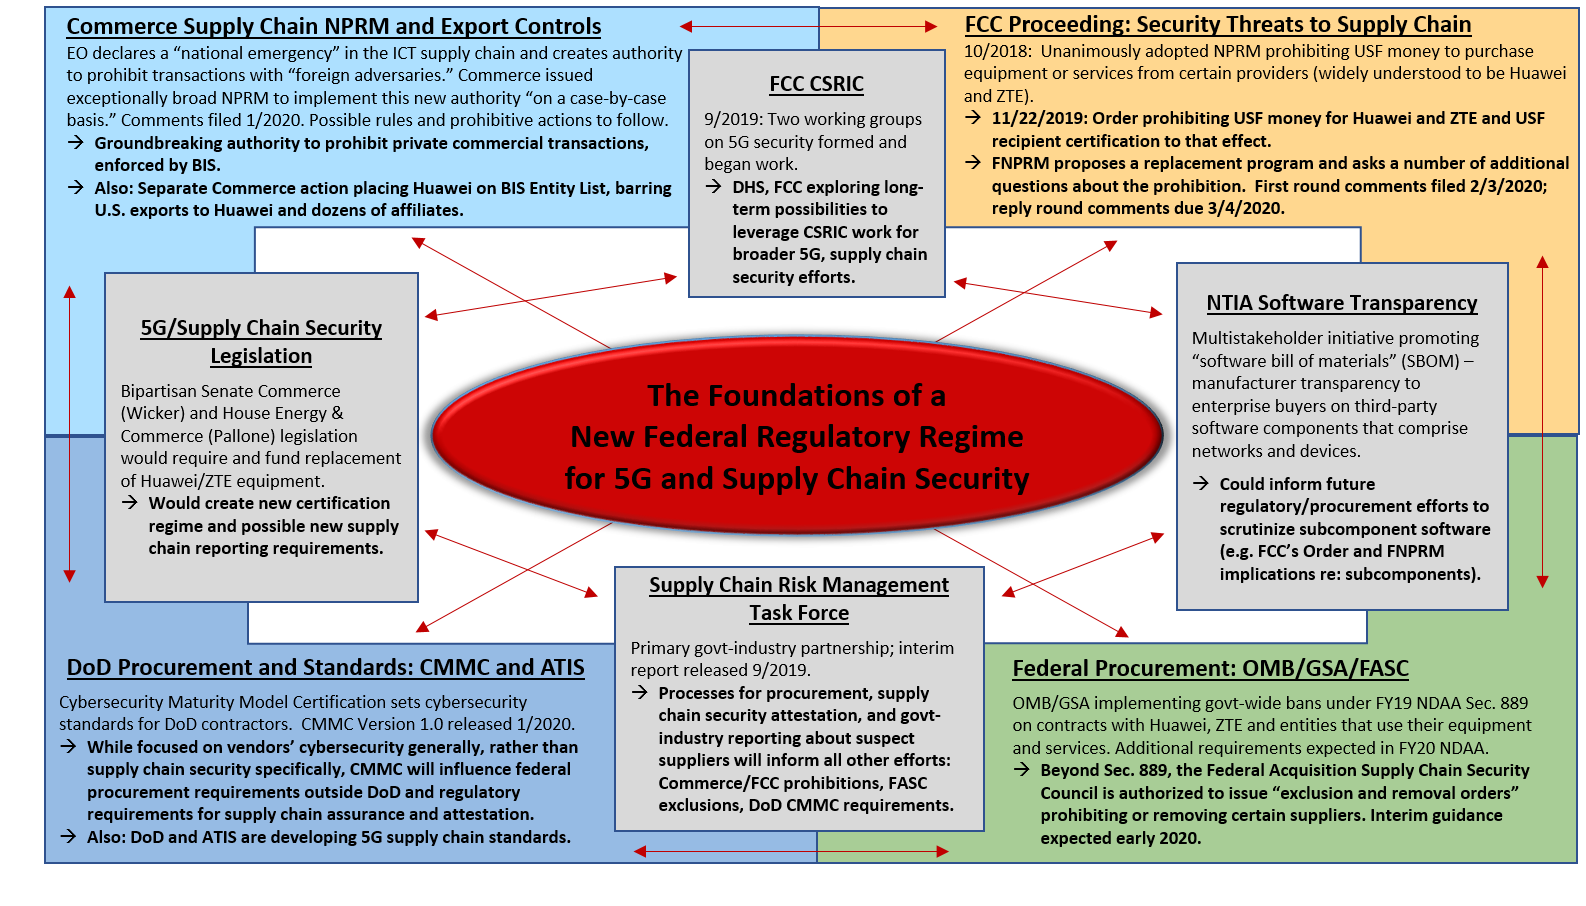 Commerce Supply Chain NPRM and Export Controls
EO declares a “national emergency” in the ICT supply chain and creates authority
to prohibit transactions with “foreign adversaries.” Commerce issued
exceptionally broad NPRM to implement this new authority “on a case-by-case
basis.” Comments filed 1/2020. Possible rules and prohibitive actions to follow.
→ Groundbreaking authority to prohibit private commercial transactions,
enforced by BIS.
→ Also: Separate Commerce action placing Huawei on BIS Entity List, barring
U.S. exports to Huawei and dozens of affiliates.
FCC CSRIC
9/2019: Two working groups
on 5G security formed and
began work.
→ DHS, FCC exploring long-
term possibilities to
leverage CSRIC work for
broader 5G, supply chain
security efforts.
FCC Proceeding: Security Threats to Supply Chain
10/2018:  Unanimously adopted NPRM prohibiting USF money to purchase
equipment or services from certain providers (widely understood to be Huawei
and ZTE).
→ 11/22/2019: Order prohibiting USF money for Huawei and ZTE and USF
recipient certification to that effect.
→ FNPRM proposes a replacement program and asks a number of additional
questions about the prohibition.  First round comments filed 2/3/2020;
reply round comments due 3/4/2020.
5G/Supply Chain Security
Legislation
Bipartisan Senate Commerce
(Wicker) and House Energy &
Commerce (Pallone) legislation
would require and fund replacement
of Huawei/ZTE equipment.
→ Would create new certification
regime and possible new supply
chain reporting requirements.
The Foundations of a
New Federal Regulatory Regime
for 5G and Supply Chain Security
NTIA Software Transparency
Multistakeholder initiative promoting
“software bill of materials” (SBOM) –
manufacturer transparency to
enterprise buyers on third-party
software components that comprise
networks and devices.
→ Could inform future
regulatory/procurement efforts to
scrutinize subcomponent software
(e.g. FCC’s Order and FNPRM
implications re: subcomponents).
DoD Procurement and Standards: CMMC and ATIS
Cybersecurity Maturity Model Certification sets cybersecurity
standards for DoD contractors.  CMMC Version 1.0 released 1/2020.
→ While focused on vendors’ cybersecurity generally, rather than
supply chain security specifically, CMMC will influence federal
procurement requirements outside DoD and regulatory
requirements for supply chain assurance and attestation.
→ Also: DoD and ATIS are developing 5G supply chain standards.
Supply Chain Risk Management
Task Force
Primary govt-industry partnership; interim
report released 9/2019.
→ Processes for procurement, supply
chain security attestation, and govt-
industry reporting about suspect
suppliers will inform all other efforts:
Commerce/FCC prohibitions, FASC
exclusions, DoD CMMC requirements.
Federal Procurement: OMB/GSA/FASC
OMB/GSA implementing govt-wide bans under FY19 NDAA Sec. 889
on contracts with Huawei, ZTE and entities that use their equipment
and services. Additional requirements expected in FY20 NDAA.
→ Beyond Sec. 889, the Federal Acquisition Supply Chain Security
Council is authorized to issue “exclusion and removal orders”
prohibiting or removing certain suppliers. Interim guidance
expected early 2020.